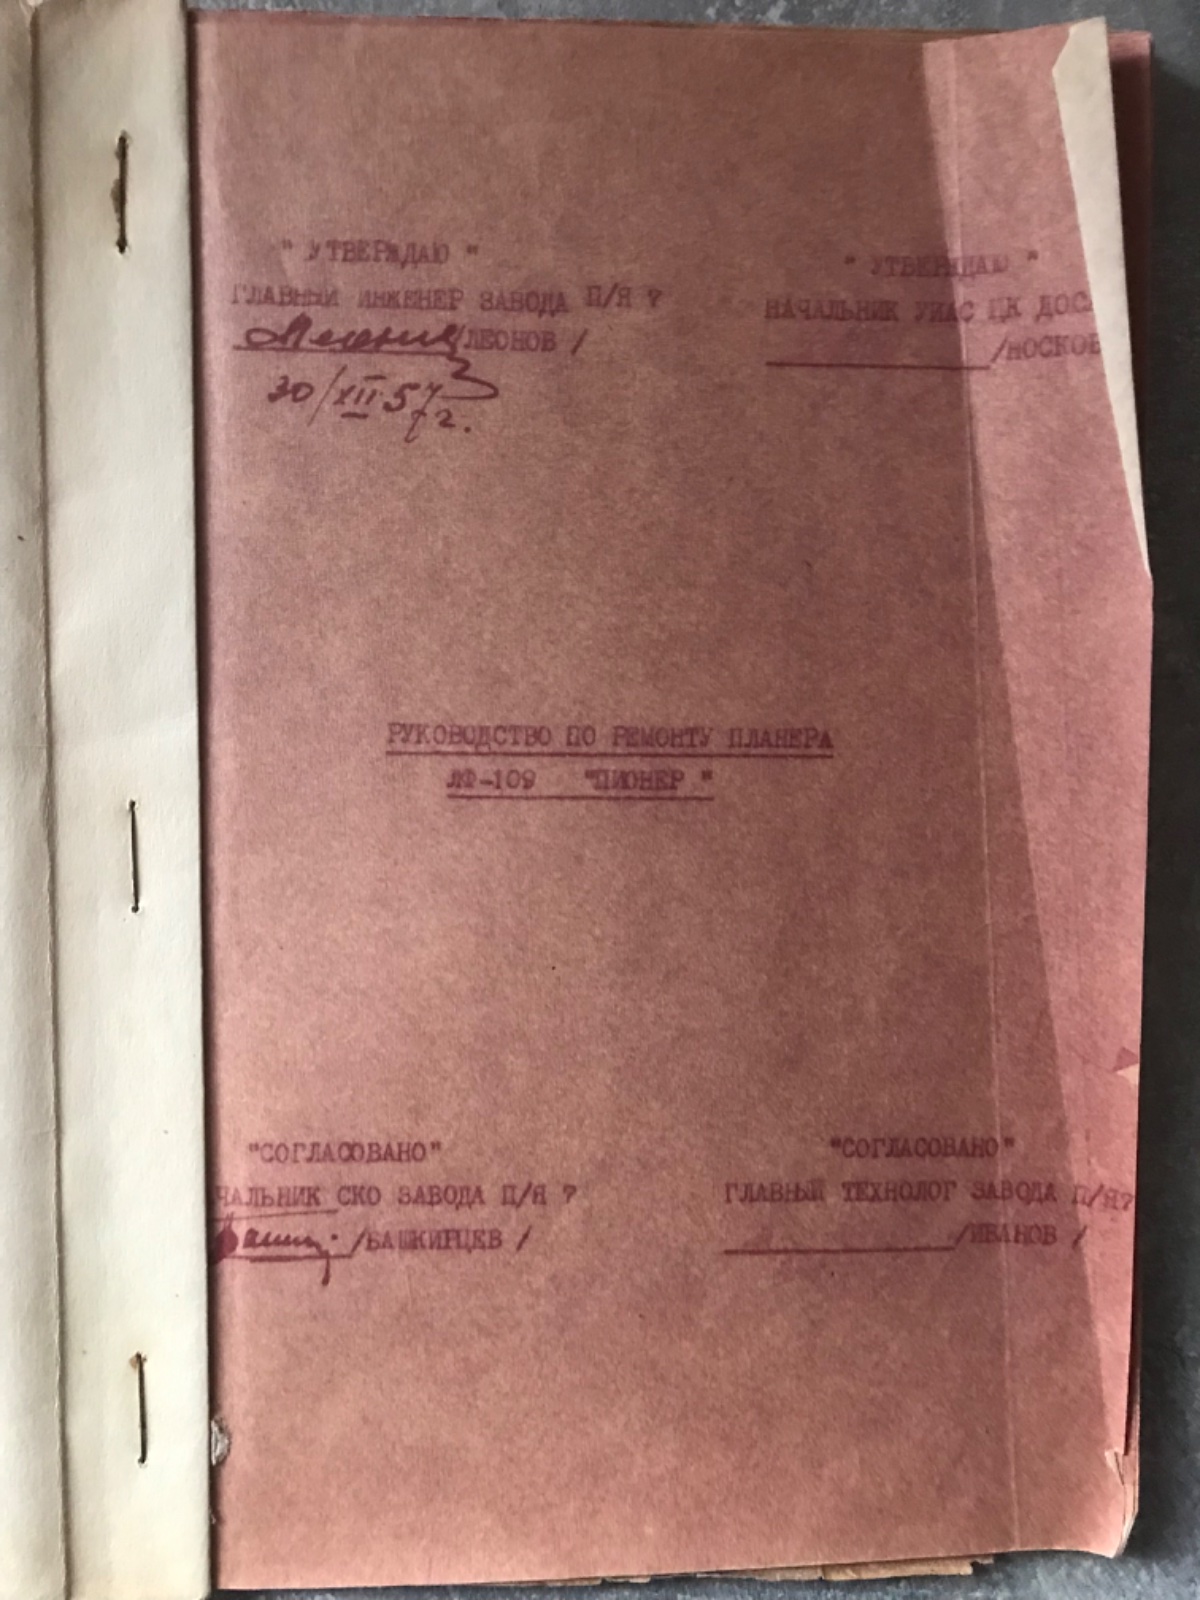 " УТВЕРЖДАЮ "
ГЛАВНЫЙ ИНЖЕНЕР ЗАВОДА П/Я 7
/ЛЕОНОВ /
30/XII 57 г.
" УТВЕРЖДАЮ "
НАЧАЛЬНИК УИАС ЦК ДОСА
/НОСКОВ
РУКОВОДСТВО ПО РЕМОНТУ ПЛАНЕРА
ЛФ-109 "ПИОНЕР "
"СОГЛАСОВАНО"
ЧАЛЬНИК СКО ЗАВОДА П/Я 7
/БАШКИРЦЕВ /
"СОГЛАСОВАНО"
ГЛАВНЫЙ ТЕХНОЛОГ ЗАВОДА П/Я7
/ИВАНОВ /